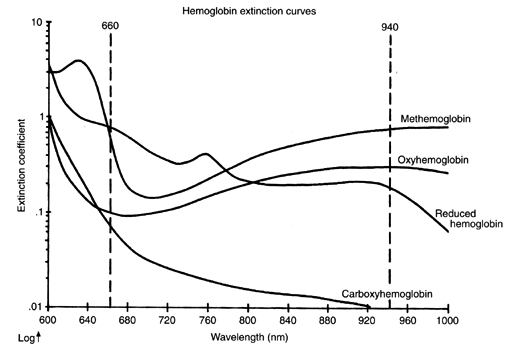 Hemoglobin extinction curves
660
940
10
1
.1
.01
Extinction coefficient
Methemoglobin
Oxyhemoglobin
Reduced
hemoglobin
Carboxyhemoglobin
600 640 680 720 760 800 840 880 920 960 1000
Log↑
Wavelength (nm)